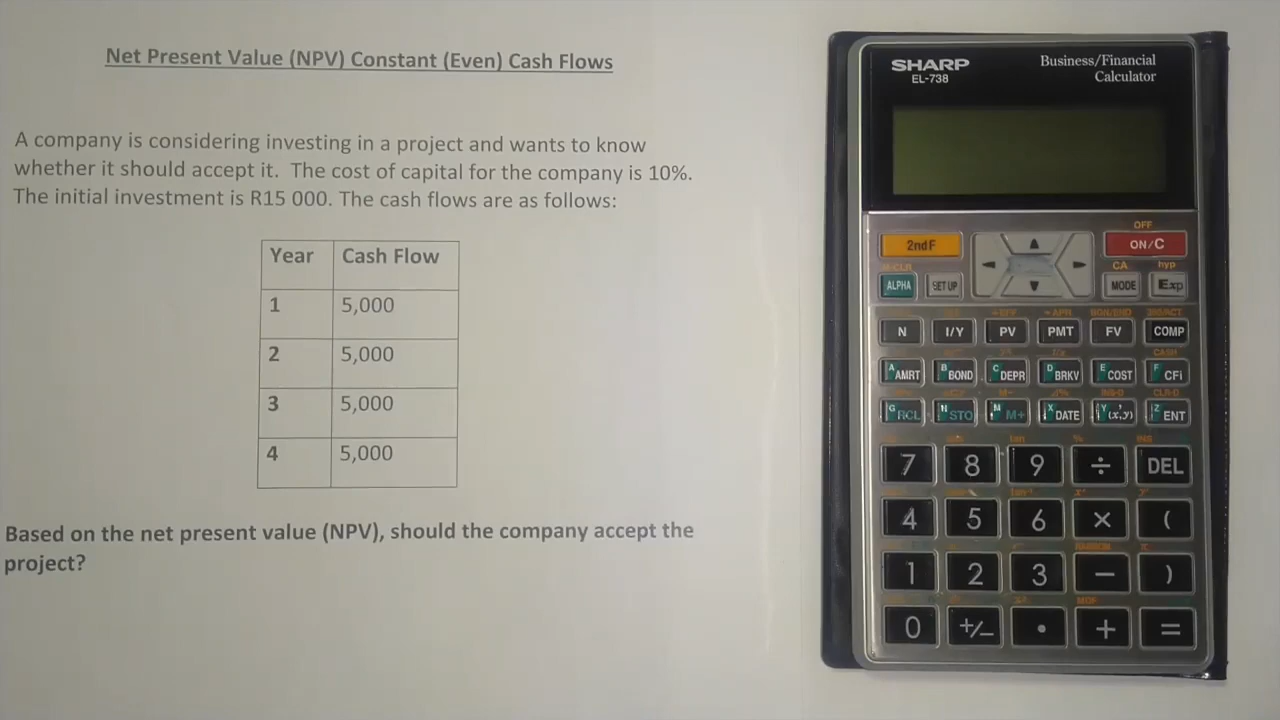 Net Present Value (NPV) Constant (Even) Cash Flows
A company is considering investing in a project and wants to know
whether it should accept it. The cost of capital for the company is 10%.
The initial investment is R15 000. The cash flows are as follows:
Year Cash Flow
1 5,000
2 5,000
3 5,000
4 5,000
Based on the net present value (NPV), should the company accept the
project?
SHARP
EL-738
Business/Financial
Calculator
OFF
2ndF ON/C
M-CLR CA hyp
ALPHA SET UP MODE Exp
N I/Y PV PMT FV COMP
CASH
A AMRT B BOND C DEPR D BRKV E COST F CFi
G RCL STO M+ X DATE Y (x,y) Z ENT
7 8 9 ÷ DEL
4 5 6 × (
1 2 3 − )
0 +/− • + =